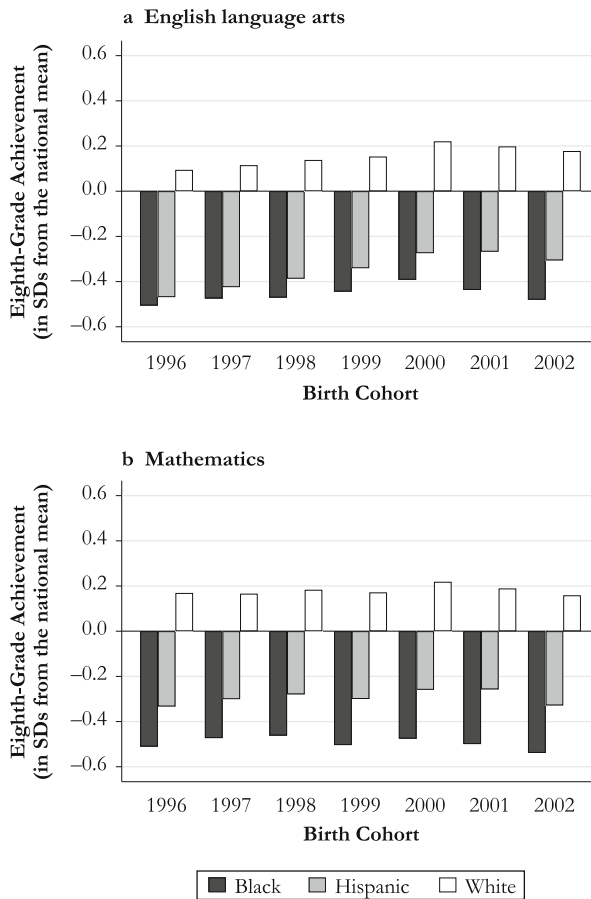 a English language arts
Eighth-Grade Achievement
(in SDs from the national mean)
0.6
0.4
0.2
0.0
–0.2
–0.4
–0.6
1996 1997 1998 1999 2000 2001 2002
Birth Cohort
b Mathematics
Eighth-Grade Achievement
(in SDs from the national mean)
0.6
0.4
0.2
0.0
–0.2
–0.4
–0.6
1996 1997 1998 1999 2000 2001 2002
Birth Cohort
Black Hispanic White